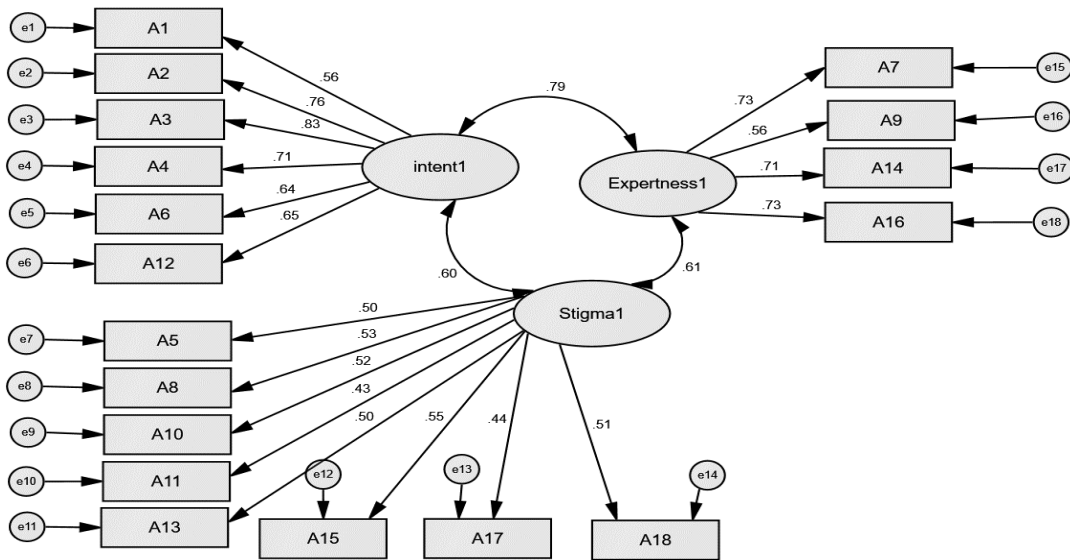 e1
A1
e2
A2
e3
A3
e4
A4
e5
A6
e6
A12
.56
.76
.83
.71
.64
.65
intent1
.79
Expertness1
.73
.56
.71
.73
A7
e15
A9
e16
A14
e17
A16
e18
.60
.61
Stigma1
e7
A5
e8
A8
e9
A10
e10
A11
e11
A13
.50
.53
.52
.43
.50
.55
.44
.51
e12
A15
e13
A17
e14
A18